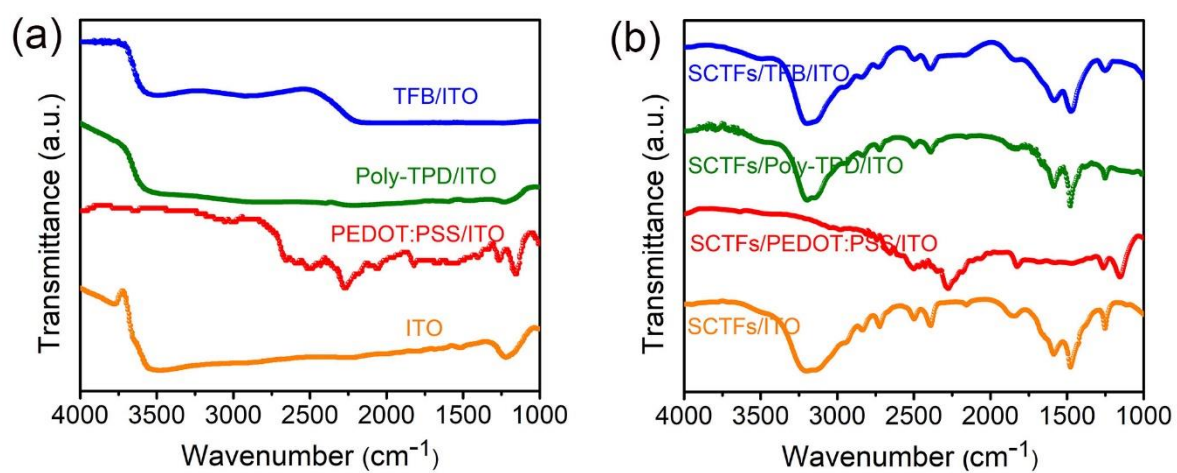 (a)
Transmittance (a.u.)
TFB/ITO
Poly-TPD/ITO
PEDOT:PSS/ITO
ITO
4000 3500 3000 2500 2000 1500 1000
Wavenumber (cm⁻¹)
(b)
Transmittance (a.u.)
SCTFs/TFB/ITO
SCTFs/Poly-TPD/ITO
SCTFs/PEDOT:PSS/ITO
SCTFs/ITO
4000 3500 3000 2500 2000 1500 1000
Wavenumber (cm⁻¹)